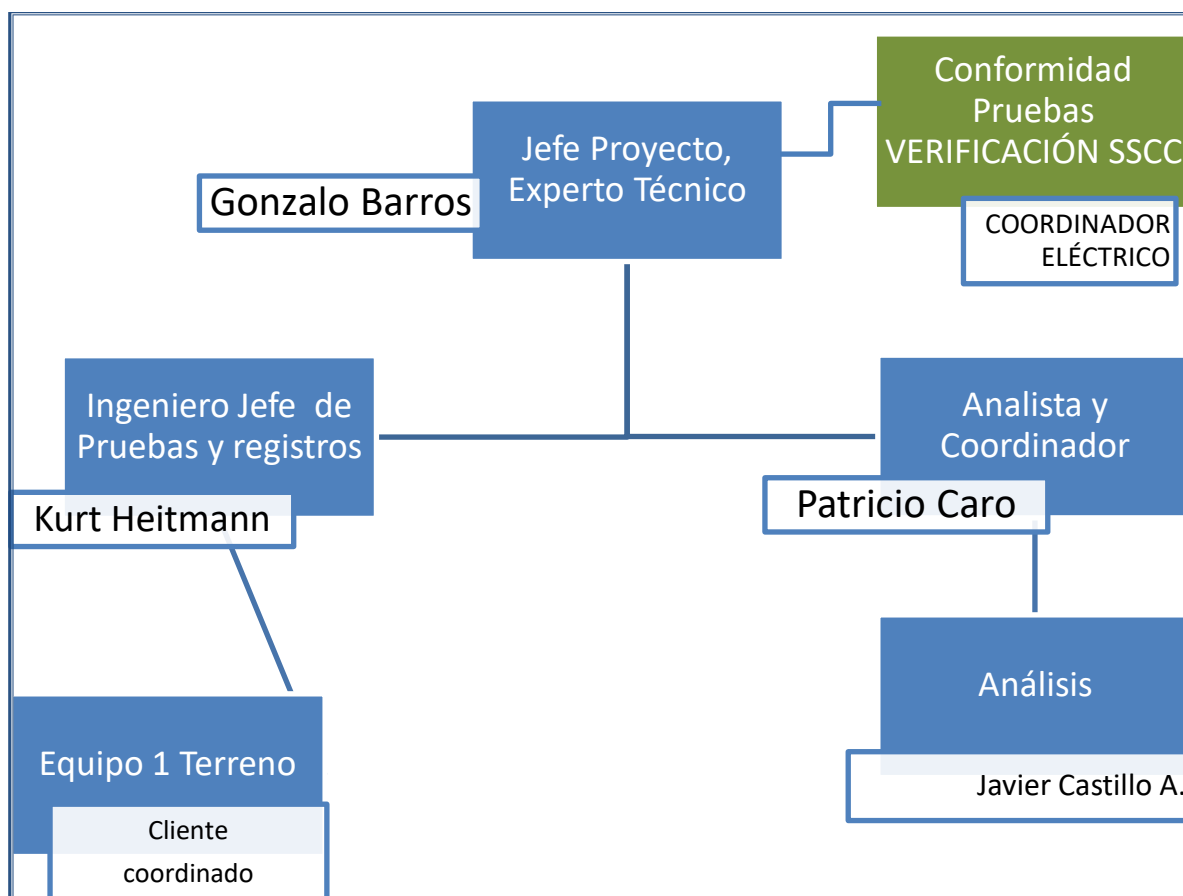 Conformidad
Pruebas
VERIFICACIÓN SSCC
COORDINADOR
ELÉCTRICO
Jefe Proyecto,
Experto Técnico
Gonzalo Barros
Ingeniero Jefe  de
Pruebas y registros
Kurt Heitmann
Analista y
Coordinador
Patricio Caro
Equipo 1 Terreno
Cliente
coordinado
Análisis
Javier Castillo A.